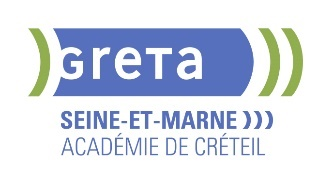 GRETA
SEINE-ET-MARNE )))
ACADÉMIE DE CRÉTEIL